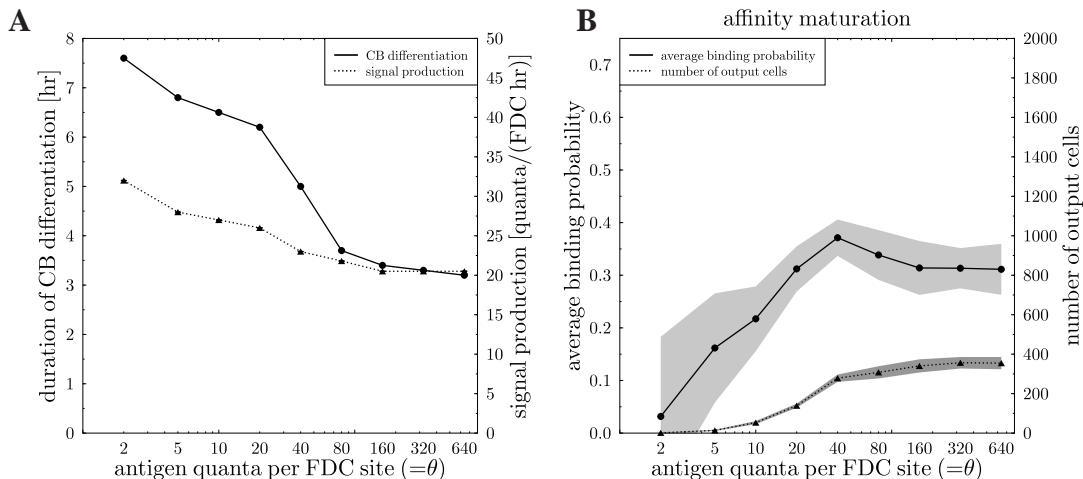 A
8
7
6
5
4
3
2
1
0
duration of CB differentiation [hr]
CB differentiation
signal production
50
45
40
35
30
25
20
15
10
5
0
signal production [quanta/(FDC hr)]
2 5 10 20 40 80 160 320 640
antigen quanta per FDC site (=θ)
B
affinity maturation
0.7
0.6
0.5
0.4
0.3
0.2
0.1
0.0
average binding probability
average binding probability
number of output cells
2000
1800
1600
1400
1200
1000
800
600
400
200
0
number of output cells
2 5 10 20 40 80 160 320 640
antigen quanta per FDC site (=θ)